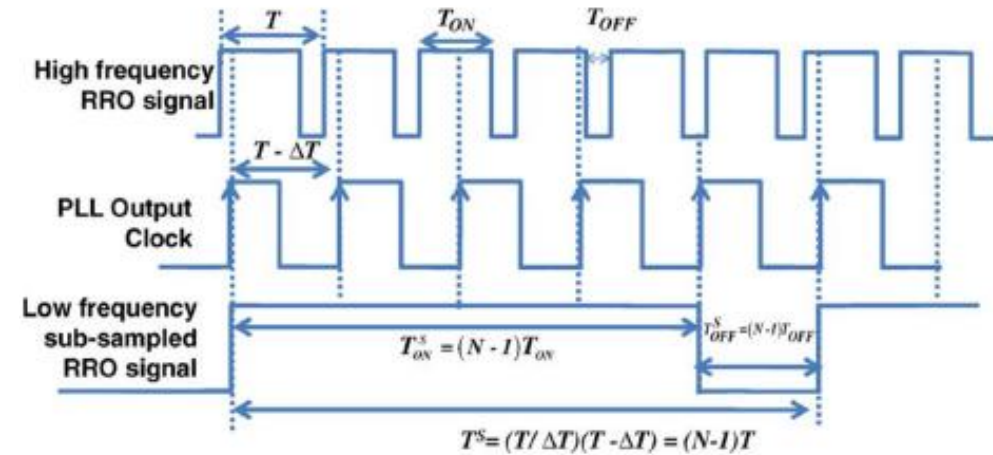 T
T_ON
T_OFF
High frequency
RRO signal
T - ΔT
PLL Output
Clock
Low frequency
sub-sampled
RRO signal
T^S_ON = (N - 1)T_ON
T^S_OFF=(N-1)T_OFF
T^S= (T/ ΔT)(T -ΔT) = (N-1)T